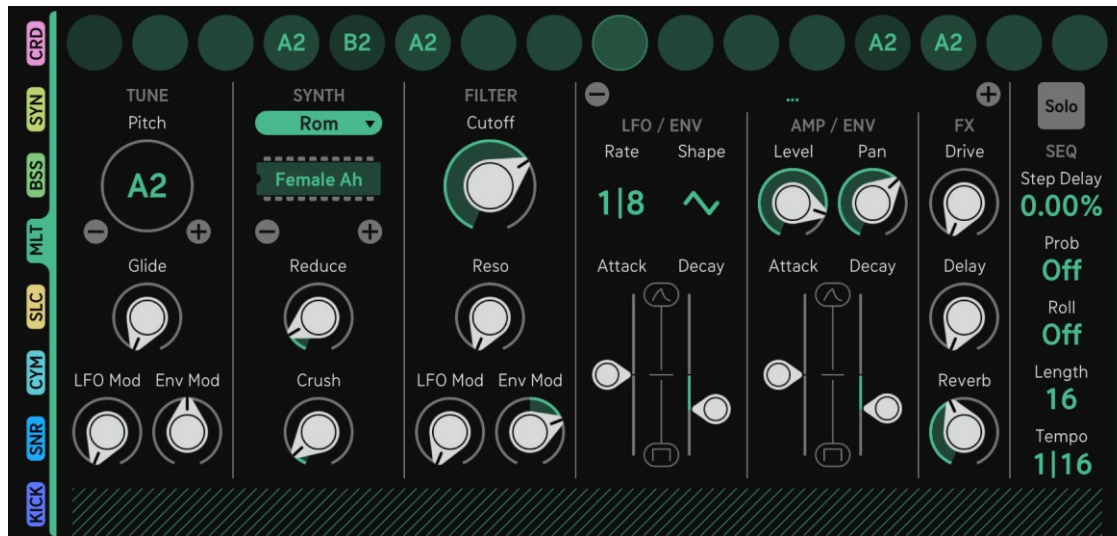 CRD
SYN
BSS
MLT
SLC
CYM
SNR
KICK
A2 B2 A2 A2 A2
TUNE
Pitch
A2
Glide
LFO Mod Env Mod
SYNTH
Rom
Female Ah
Reduce
Crush
FILTER
Cutoff
Reso
LFO Mod Env Mod
...
LFO / ENV
Rate Shape
1|8
Attack Decay
AMP / ENV
Level Pan
Attack Decay
FX
Drive
Delay
Reverb
Solo
SEQ
Step Delay
0.00%
Prob
Off
Roll
Off
Length
16
Tempo
1|16